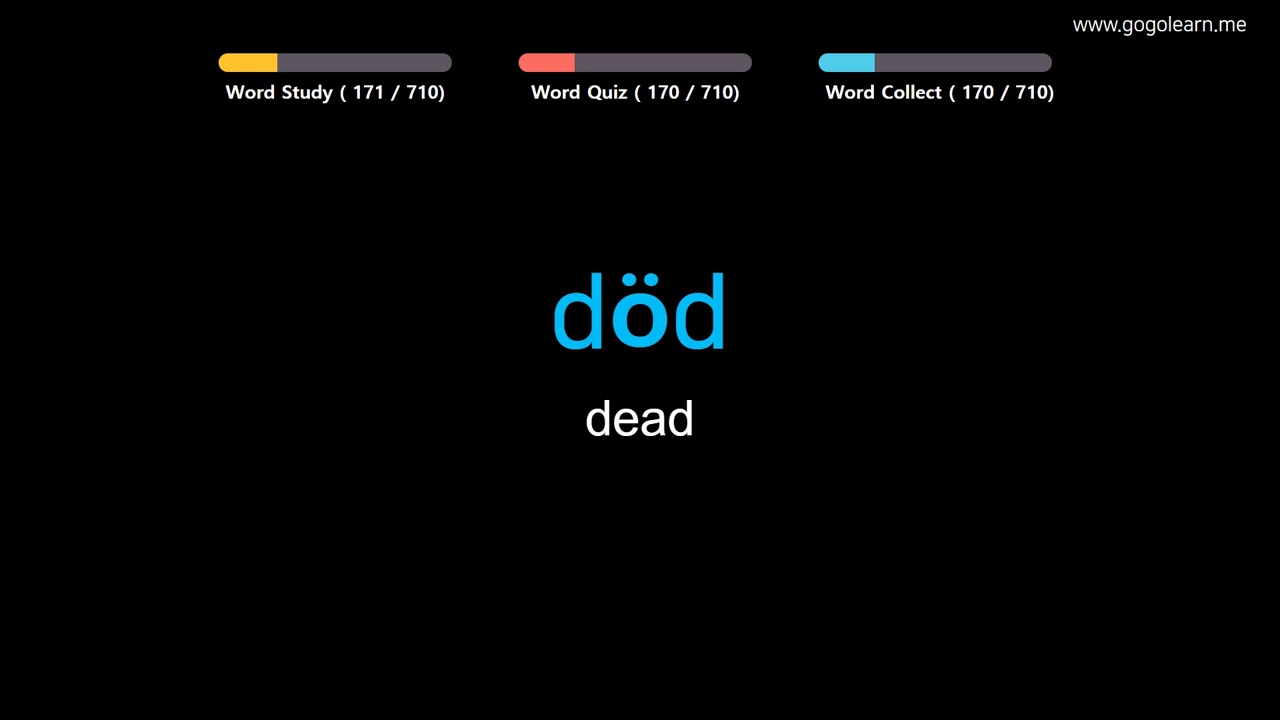 www.gogolearn.me
Word Study ( 171 / 710)
Word Quiz ( 170 / 710)
Word Collect ( 170 / 710)
död
dead